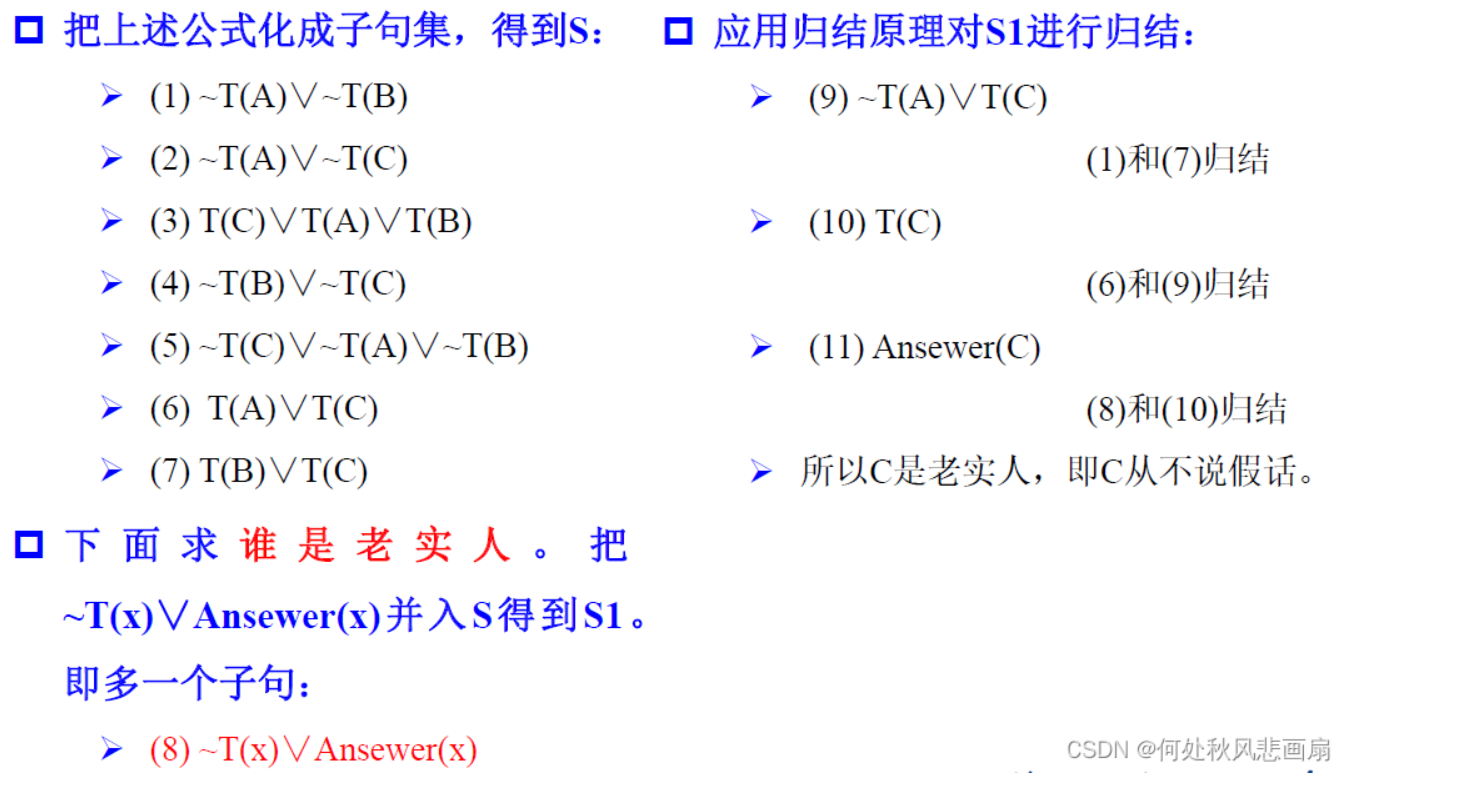 把上述公式化成子句集，得到S：
(1) ~T(A)∨~T(B)
(2) ~T(A)∨~T(C)
(3) T(C)∨T(A)∨T(B)
(4) ~T(B)∨~T(C)
(5) ~T(C)∨~T(A)∨~T(B)
(6) T(A)∨T(C)
(7) T(B)∨T(C)
下面求谁是老实人。把
~T(x)∨Ansewer(x)并入S得到S1。
即多一个子句：
(8) ~T(x)∨Ansewer(x)
应用归结原理对S1进行归结：
(9) ~T(A)∨T(C)
(1)和(7)归结
(10) T(C)
(6)和(9)归结
(11) Ansewer(C)
(8)和(10)归结
所以C是老实人，即C从不说假话。
CSDN @何处秋风悲画扇